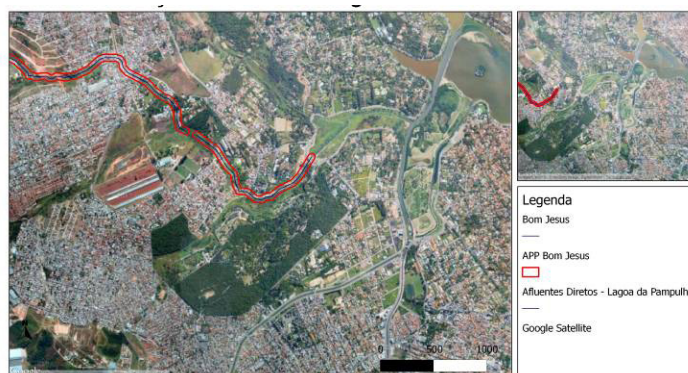 0 500 1000
Legenda
Bom Jesus
APP Bom Jesus
Afluentes Diretos - Lagoa da Pampulh
Google Satellite